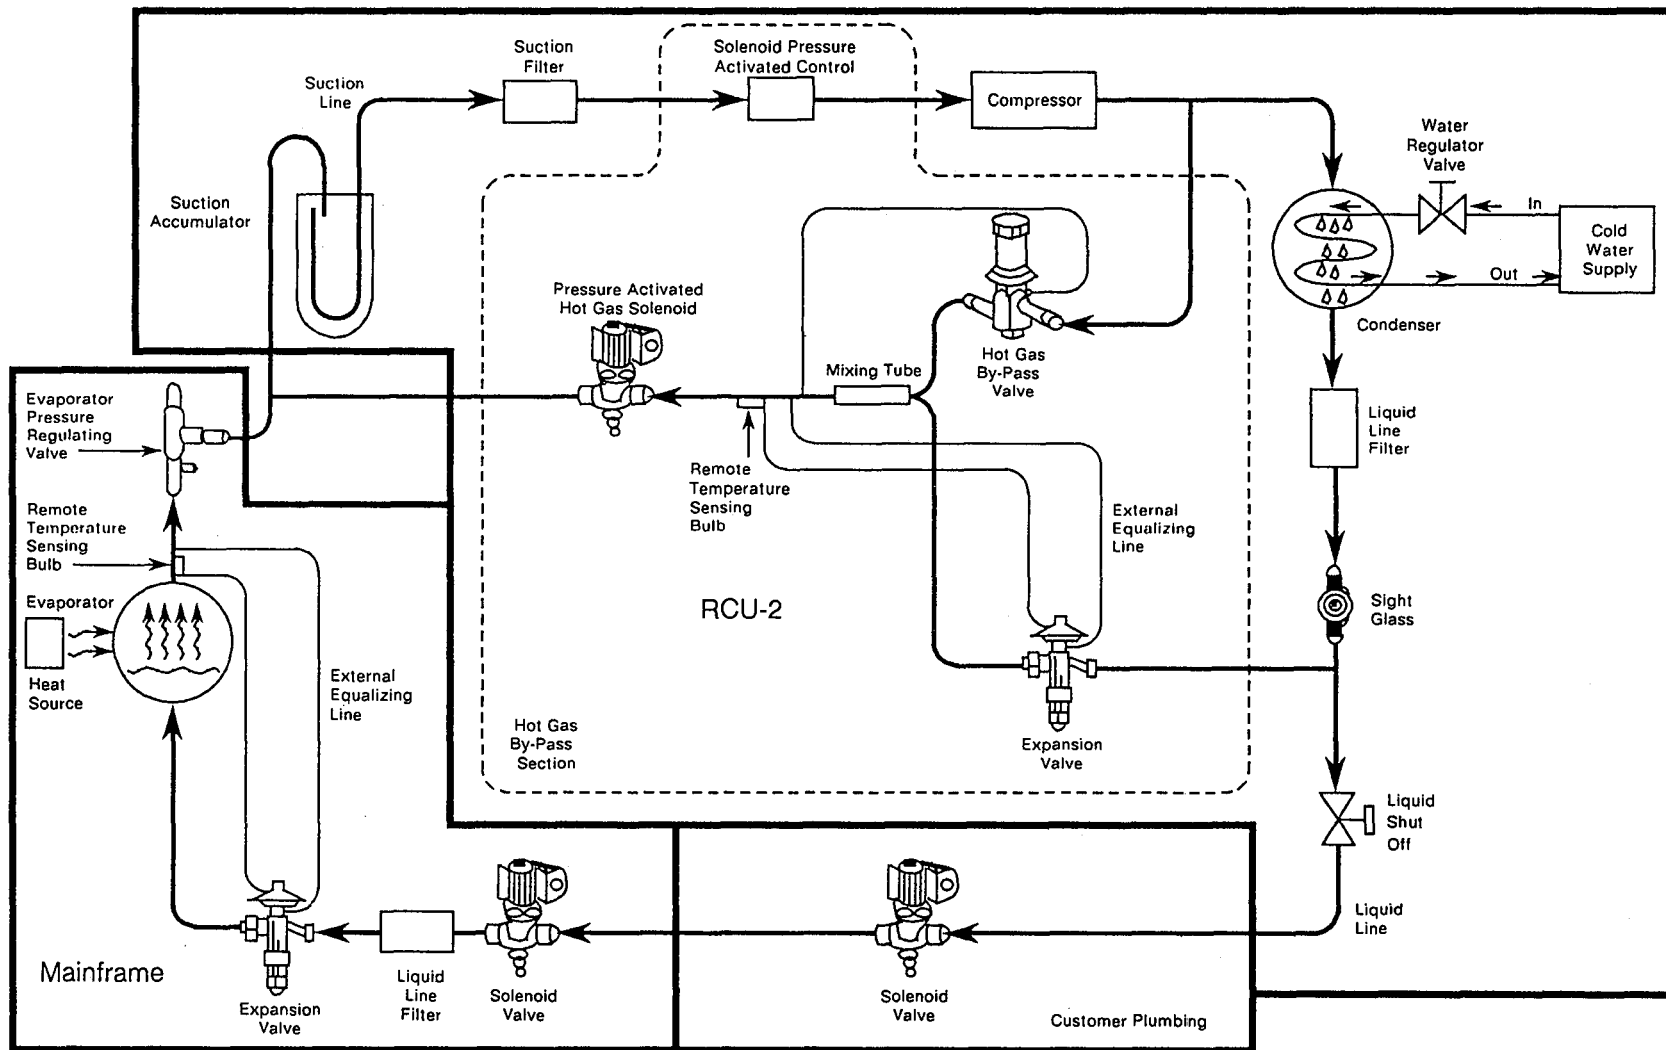 Suction
Filter
Solenoid Pressure
Activated Control
Suction
Line
Compressor
Water
Regulator
Valve
Suction
Accumulator
In
Cold
Water
Supply
Out
Condenser
Pressure Activated
Hot Gas Solenoid
Hot Gas
By-Pass
Valve
Mixing Tube
Evaporator
Pressure
Regulating
Valve
Liquid
Line
Filter
Remote
Temperature
Sensing
Bulb
Remote
Temperature
Sensing
Bulb
External
Equalizing
Line
Evaporator
RCU-2
Sight
Glass
Heat
Source
External
Equalizing
Line
Hot Gas
By-Pass
Section
Expansion
Valve
Liquid
Shut
Off
Liquid
Line
Mainframe
Expansion
Valve
Liquid
Line
Filter
Solenoid
Valve
Solenoid
Valve
Customer Plumbing